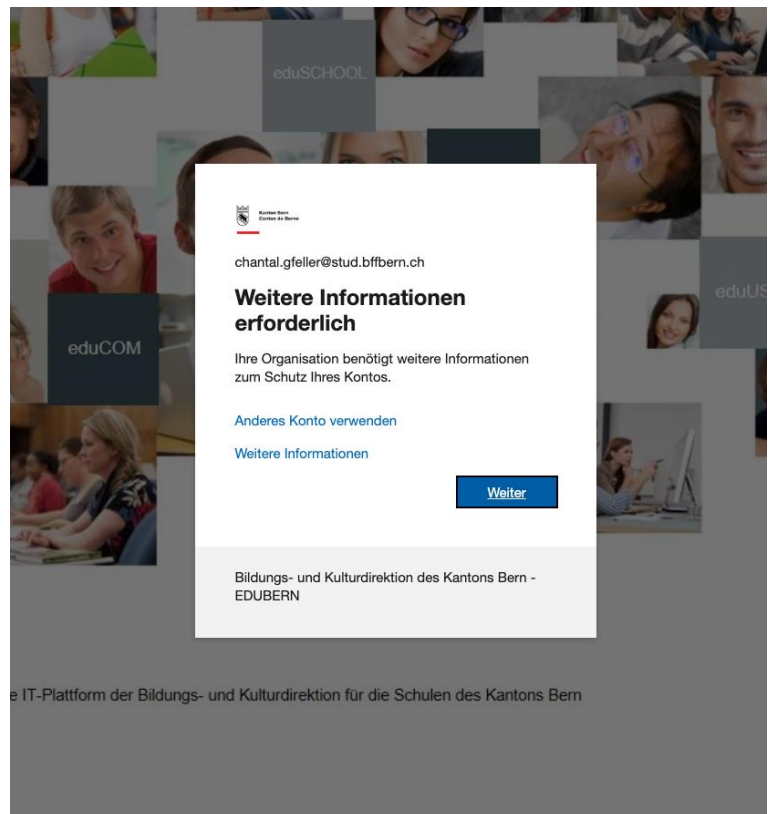 eduSCHOOL
eduUS
eduCOM
Kanton Bern
Canton de Berne
chantal.gfeller@stud.bffbern.ch
Weitere Informationen
erforderlich
Ihre Organisation benötigt weitere Informationen
zum Schutz Ihres Kontos.
Anderes Konto verwenden
Weitere Informationen
Weiter
Bildungs- und Kulturdirektion des Kantons Bern -
EDUBERN
e IT-Plattform der Bildungs- und Kulturdirektion für die Schulen des Kantons Bern